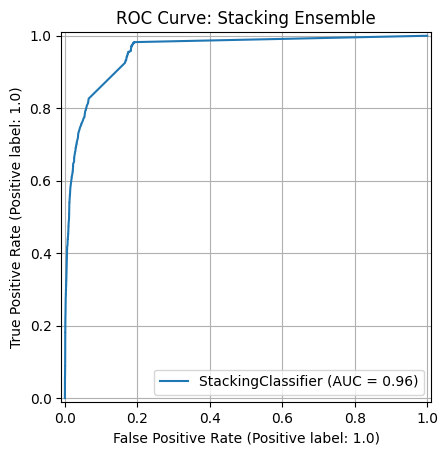 ROC Curve: Stacking Ensemble
True Positive Rate (Positive label: 1.0)
1.0
0.8
0.6
0.4
0.2
0.0
0.0 0.2 0.4 0.6 0.8 1.0
StackingClassifier (AUC = 0.96)
False Positive Rate (Positive label: 1.0)